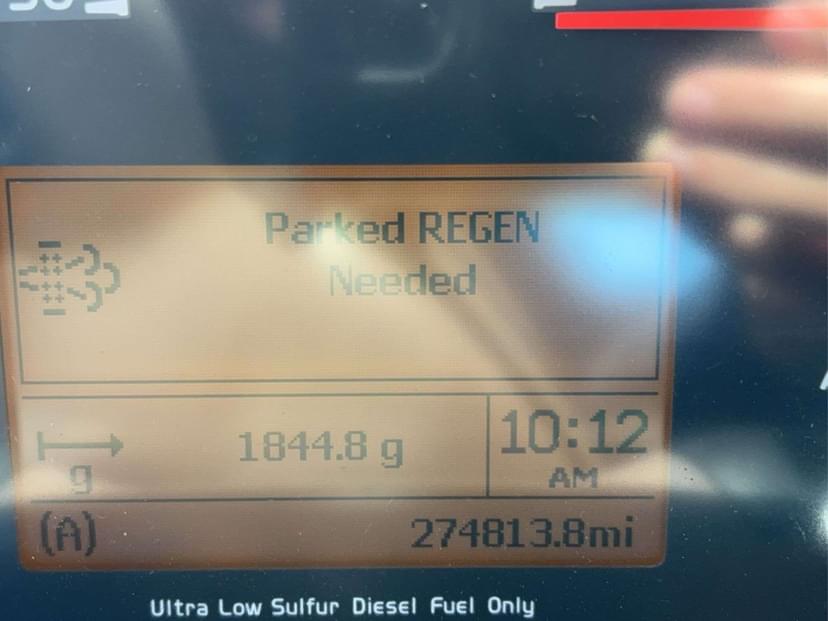 Parked REGEN
Needed
1844.8 g
10:12
AM
g
(A)
274813.8mi
Ultra Low Sulfur Diesel Fuel Only